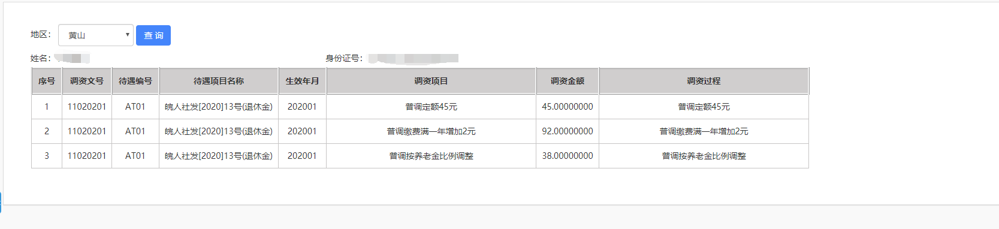 地区： 黄山 查 询
姓名： 身份证号：
序号 调资文号 待遇编号 待遇项目名称 生效年月 调资项目 调资金额 调资过程
1 11020201 AT01 皖人社发[2020]13号(退休金) 202001 普调定额45元 45.00000000 普调定额45元
2 11020201 AT01 皖人社发[2020]13号(退休金) 202001 普调缴费满一年增加2元 92.00000000 普调缴费满一年增加2元
3 11020201 AT01 皖人社发[2020]13号(退休金) 202001 普调按养老金比例调整 38.00000000 普调按养老金比例调整